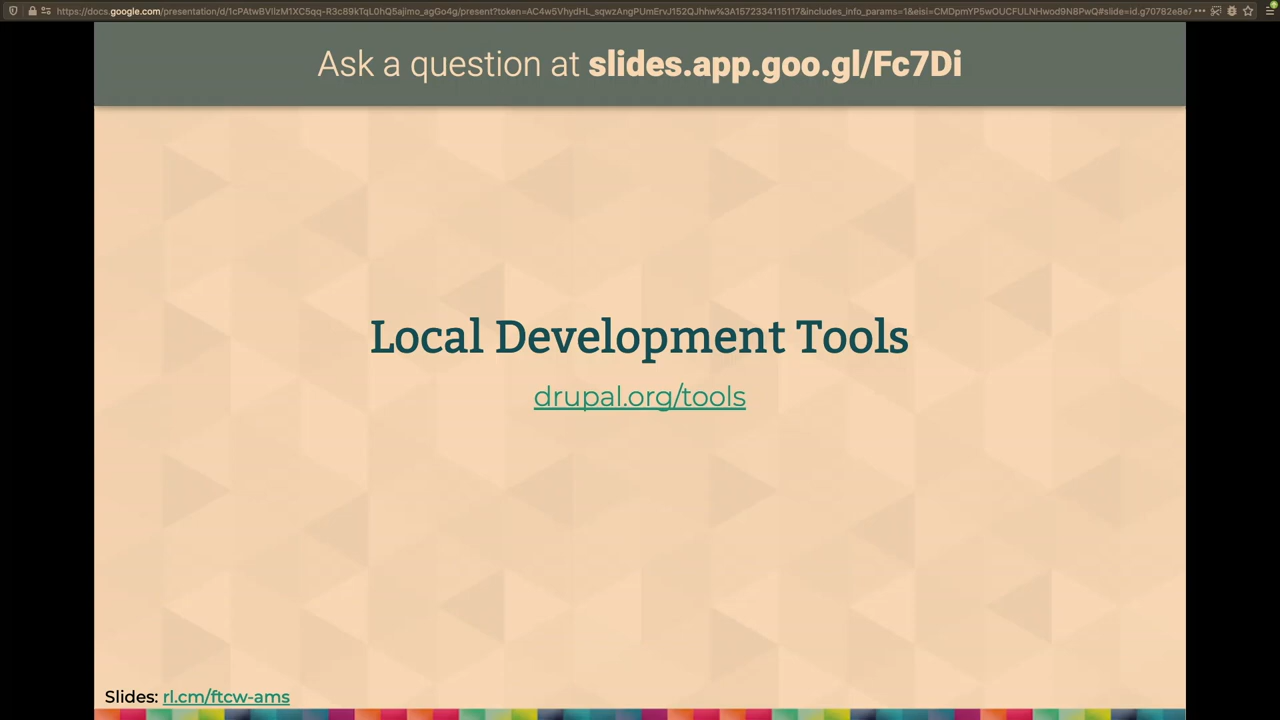 Ask a question at slides.app.goo.gl/Fc7Di
Local Development Tools
drupal.org/tools
Slides: rl.cm/ftcw-ams